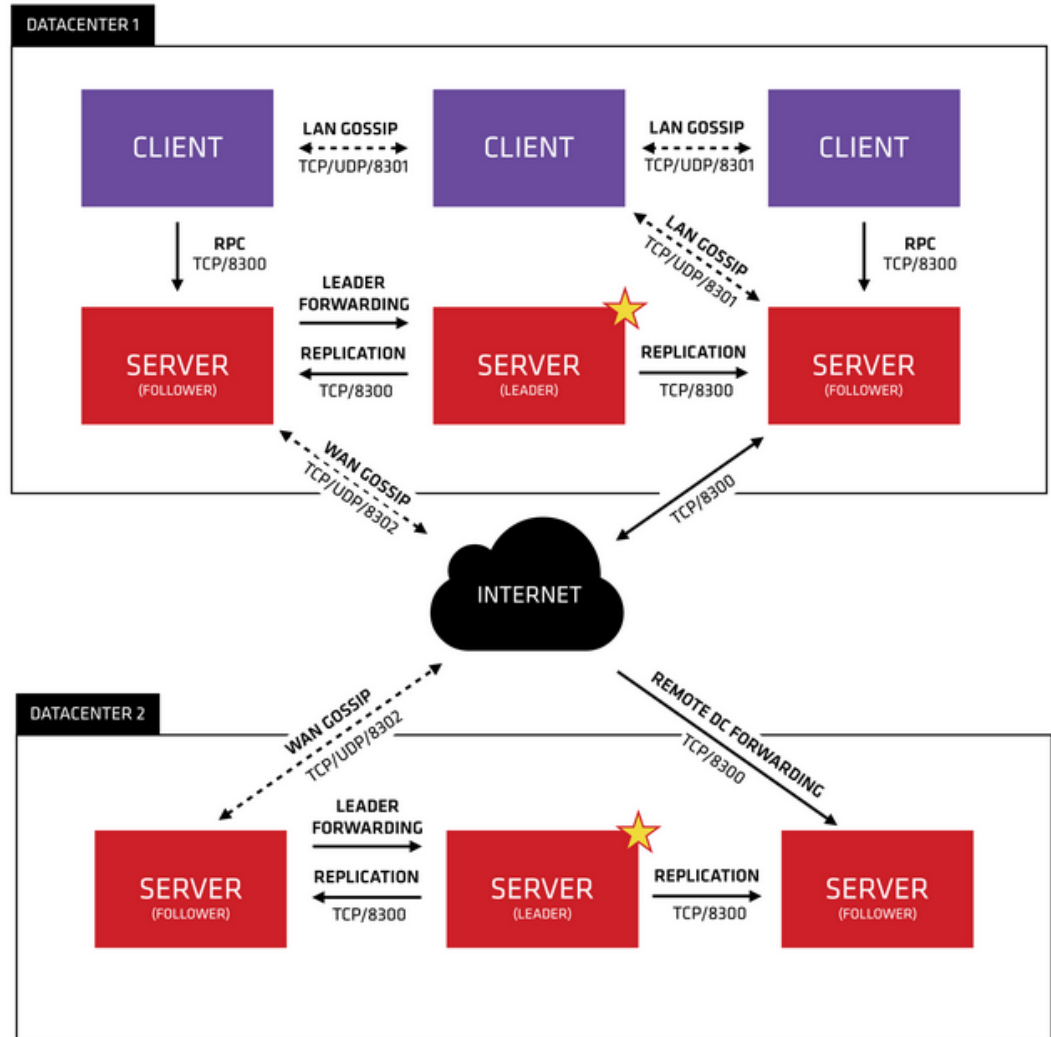 DATACENTER 1
CLIENT
LAN GOSSIP
TCP/UDP/8301
CLIENT
LAN GOSSIP
TCP/UDP/8301
CLIENT
RPC
TCP/8300
LAN GOSSIP
TCP/UDP/8301
RPC
TCP/8300
LEADER
FORWARDING
SERVER
(FOLLOWER)
REPLICATION
TCP/8300
SERVER
(LEADER)
REPLICATION
TCP/8300
SERVER
(FOLLOWER)
WAN GOSSIP
TCP/UDP/8302
TCP/8300
INTERNET
DATACENTER 2
WAN GOSSIP
TCP/UDP/8302
REMOTE DC FORWARDING
TCP/8300
LEADER
FORWARDING
SERVER
(FOLLOWER)
REPLICATION
TCP/8300
SERVER
(LEADER)
REPLICATION
TCP/8300
SERVER
(FOLLOWER)